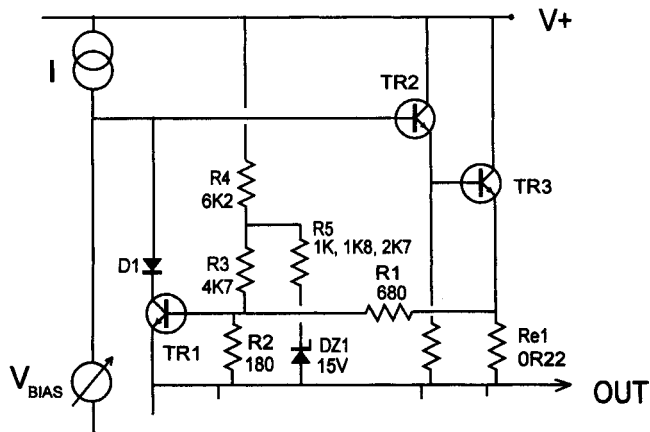 V+
I
TR2
TR3
R4
6K2
R5
1K, 1K8, 2K7
D1
R3
4K7
R1
680
TR1
R2
180
DZ1
15V
Re1
0R22
VBIAS
OUT